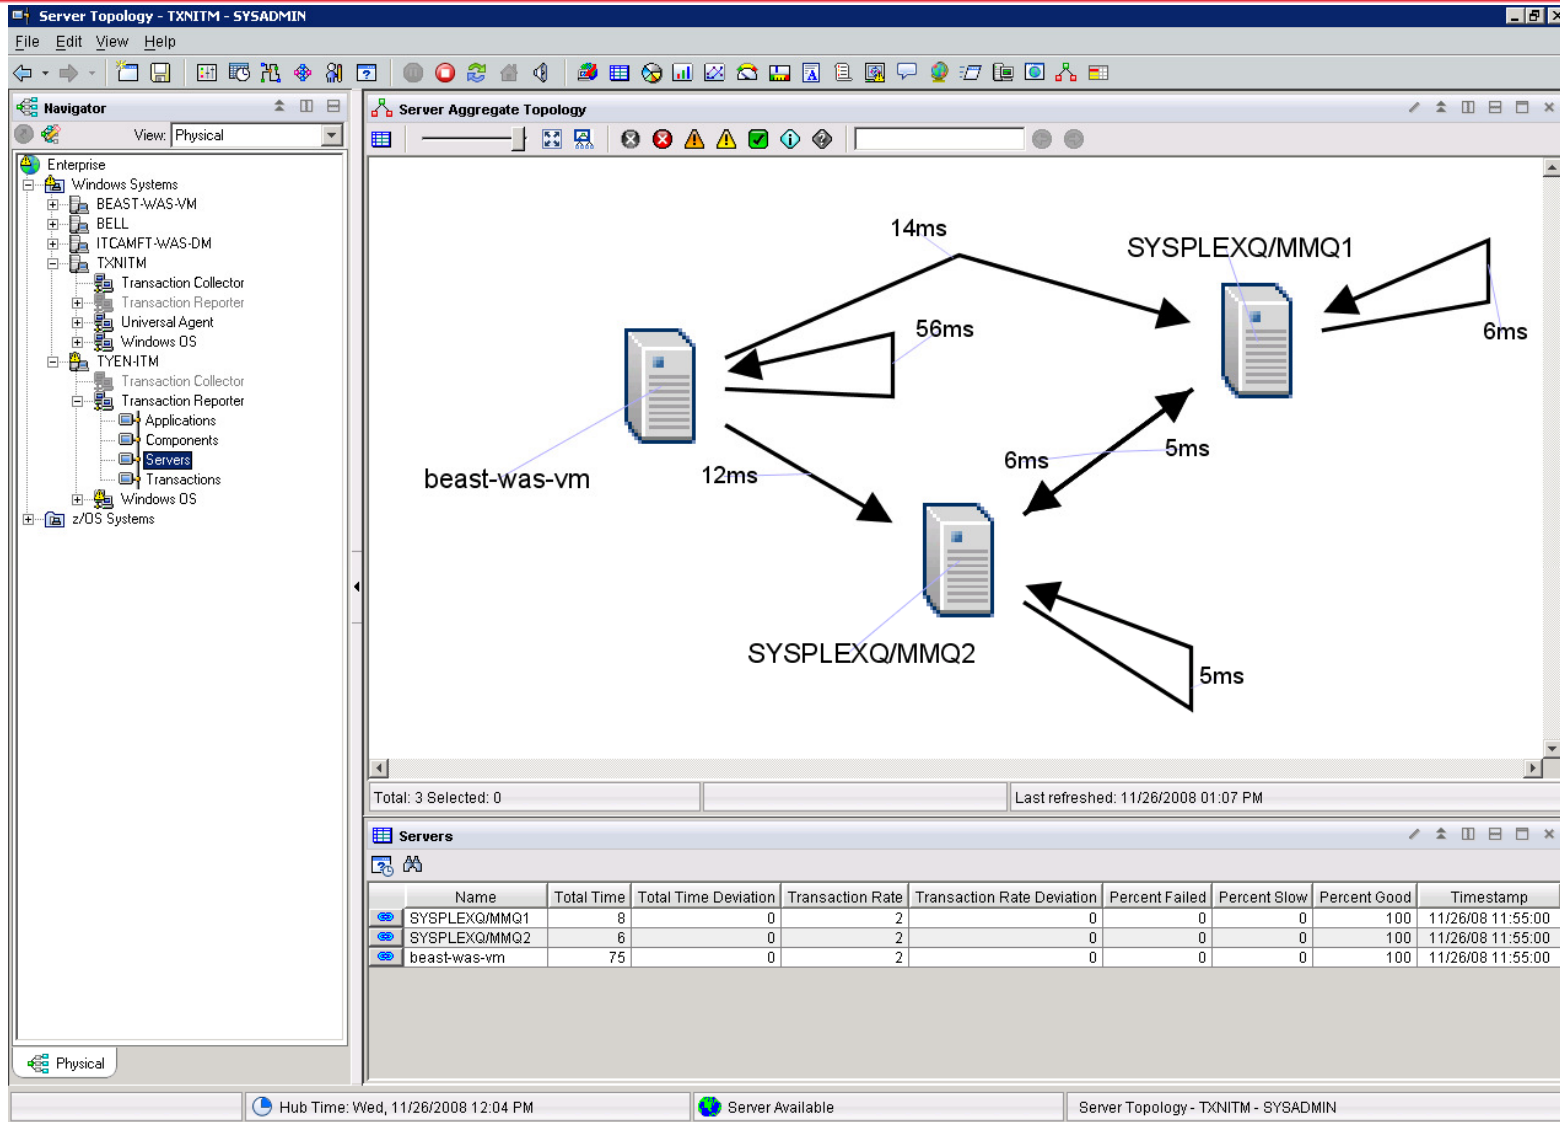 Server Topology - TXNITM - SYSADMIN
File Edit View Help
Navigator
View: Physical
Enterprise
Windows Systems
BEAST-WAS-VM
BELL
ITCAMFT-WAS-DM
TXNITM
Transaction Collector
Transaction Reporter
Universal Agent
Windows OS
TYEN-ITM
Transaction Collector
Transaction Reporter
Applications
Components
Servers
Transactions
Windows OS
z/OS Systems
Physical
Server Aggregate Topology
14ms
SYSPLEXQ/MMQ1
56ms
6ms
beast-was-vm
12ms
6ms
5ms
SYSPLEXQ/MMQ2
5ms
Total: 3 Selected: 0
Last refreshed: 11/26/2008 01:07 PM
Servers
Name Total Time Total Time Deviation Transaction Rate Transaction Rate Deviation Percent Failed Percent Slow Percent Good Timestamp
SYSPLEXQ/MMQ1 8 0 2 0 0 0 100 11/26/08 11:55:00
SYSPLEXQ/MMQ2 6 0 2 0 0 0 100 11/26/08 11:55:00
beast-was-vm 75 0 2 0 0 0 100 11/26/08 11:55:00
Hub Time: Wed, 11/26/2008 12:04 PM
Server Available
Server Topology - TXNITM - SYSADMIN